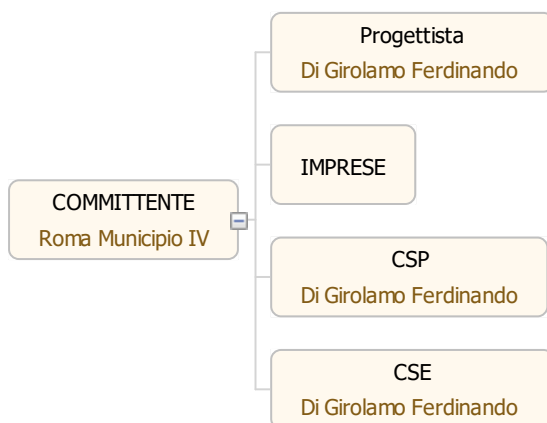 Progettista
Di Girolamo Ferdinando
IMPRESE
COMMITTENTE
Roma Municipio IV
CSP
Di Girolamo Ferdinando
CSE
Di Girolamo Ferdinando